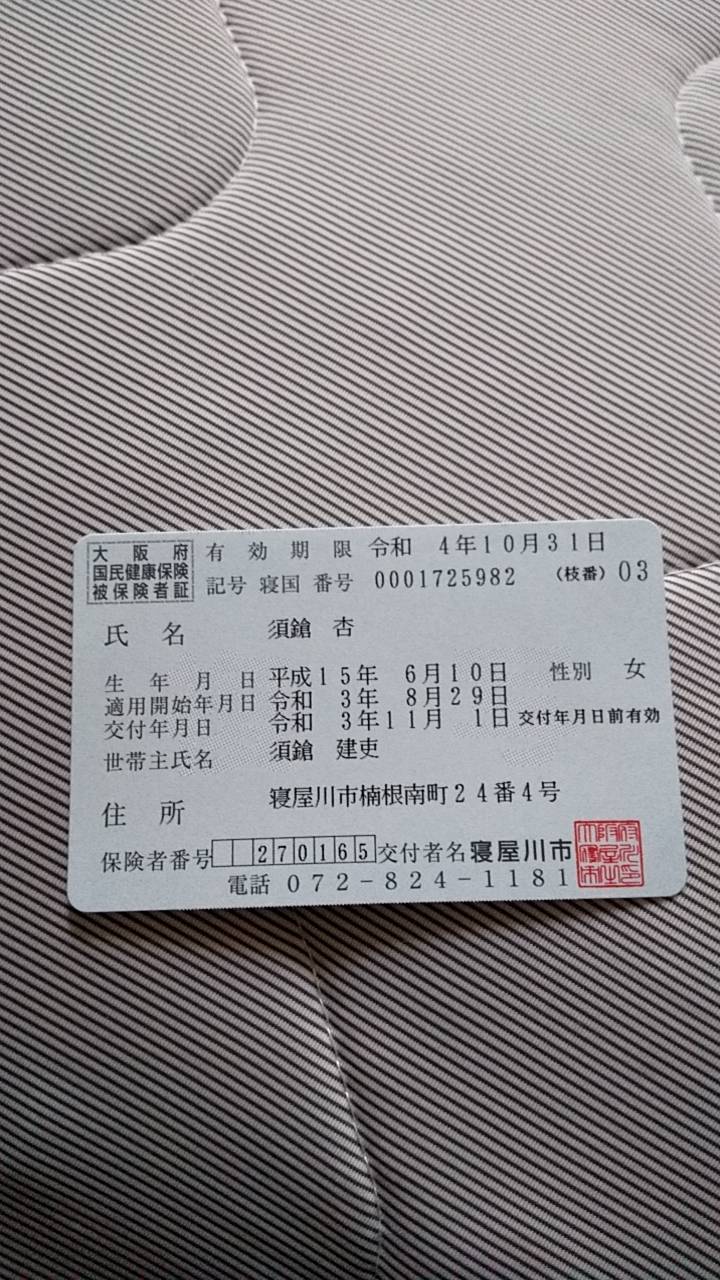 大阪府
国民健康保険
被保険者証
有効期限 令和 4年10月31日
記号 寝国 番号 0001725982 (枝番) 03
氏名 須鎗 杏
生年月日 平成15年 6月10日 性別 女
適用開始年月日 令和 3年 8月29日
交付年月日 令和 3年11月 1日 交付年月日前有効
世帯主氏名 須鎗 建吏
住所 寝屋川市楠根南町24番4号
保険者番号 270165 交付者名 寝屋川市
電話 072-824-1181